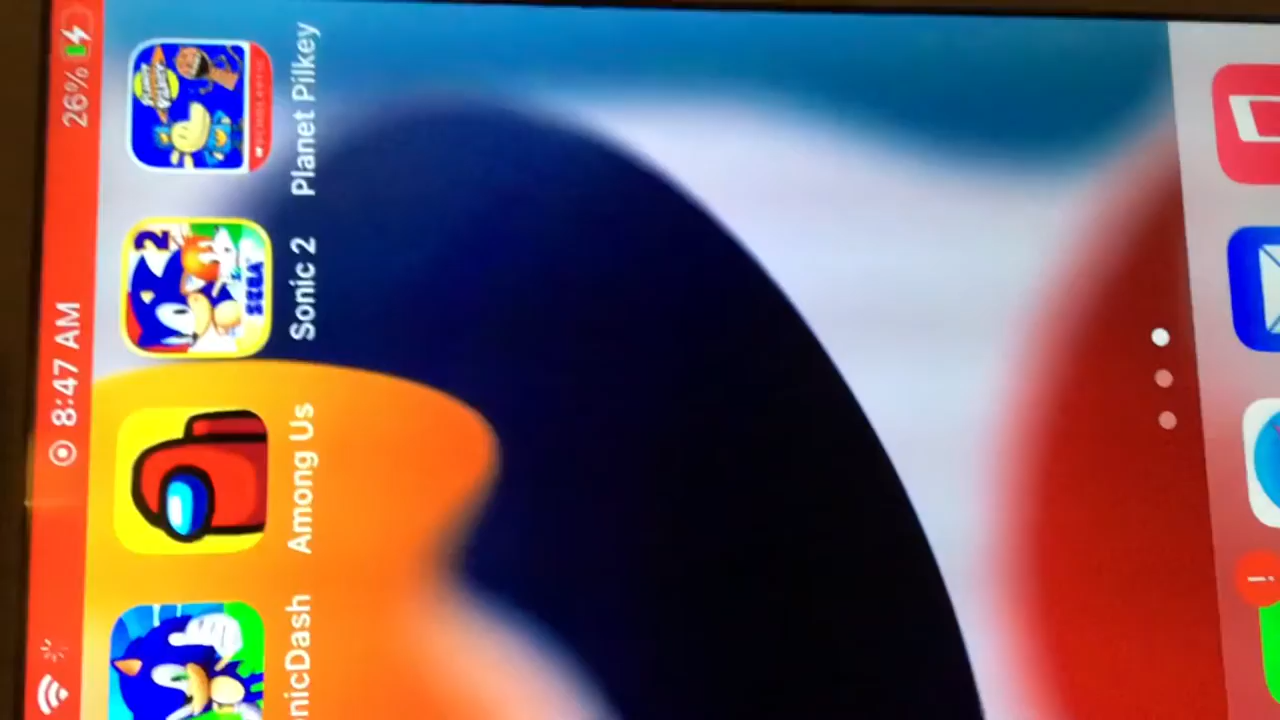 8:47 AM
26%
nicDash
Among Us
Sonic 2
Planet Pilkey
2
SEGA
!